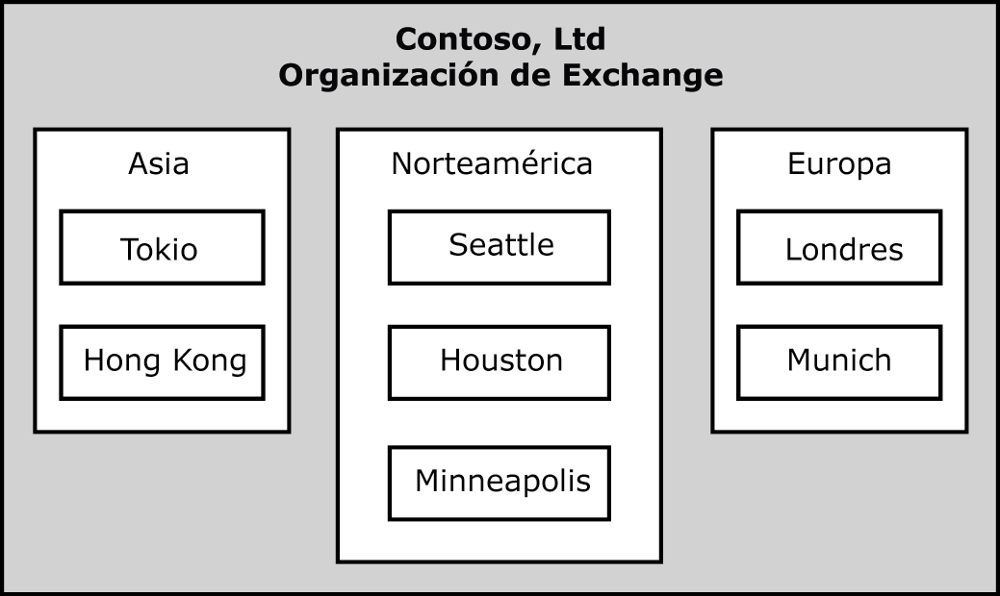 Contoso, Ltd
Organización de Exchange
Asia
Tokio
Hong Kong
Norteamérica
Seattle
Houston
Minneapolis
Europa
Londres
Munich